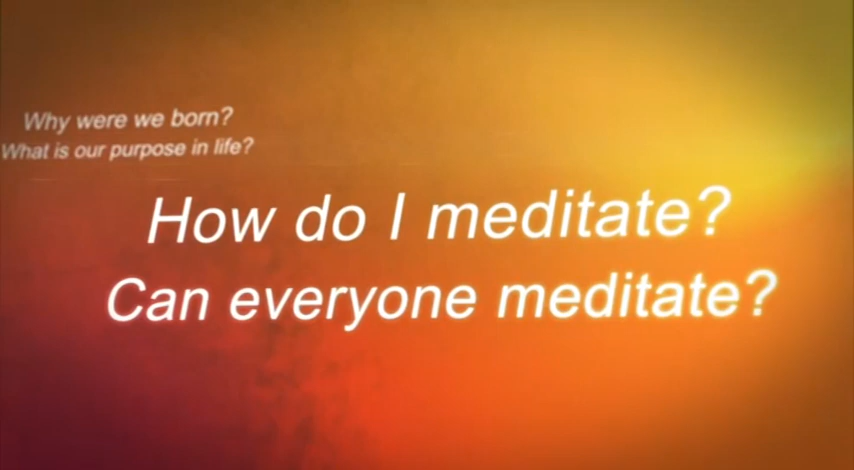 Why were we born?
What is our purpose in life?
How do I meditate?
Can everyone meditate?